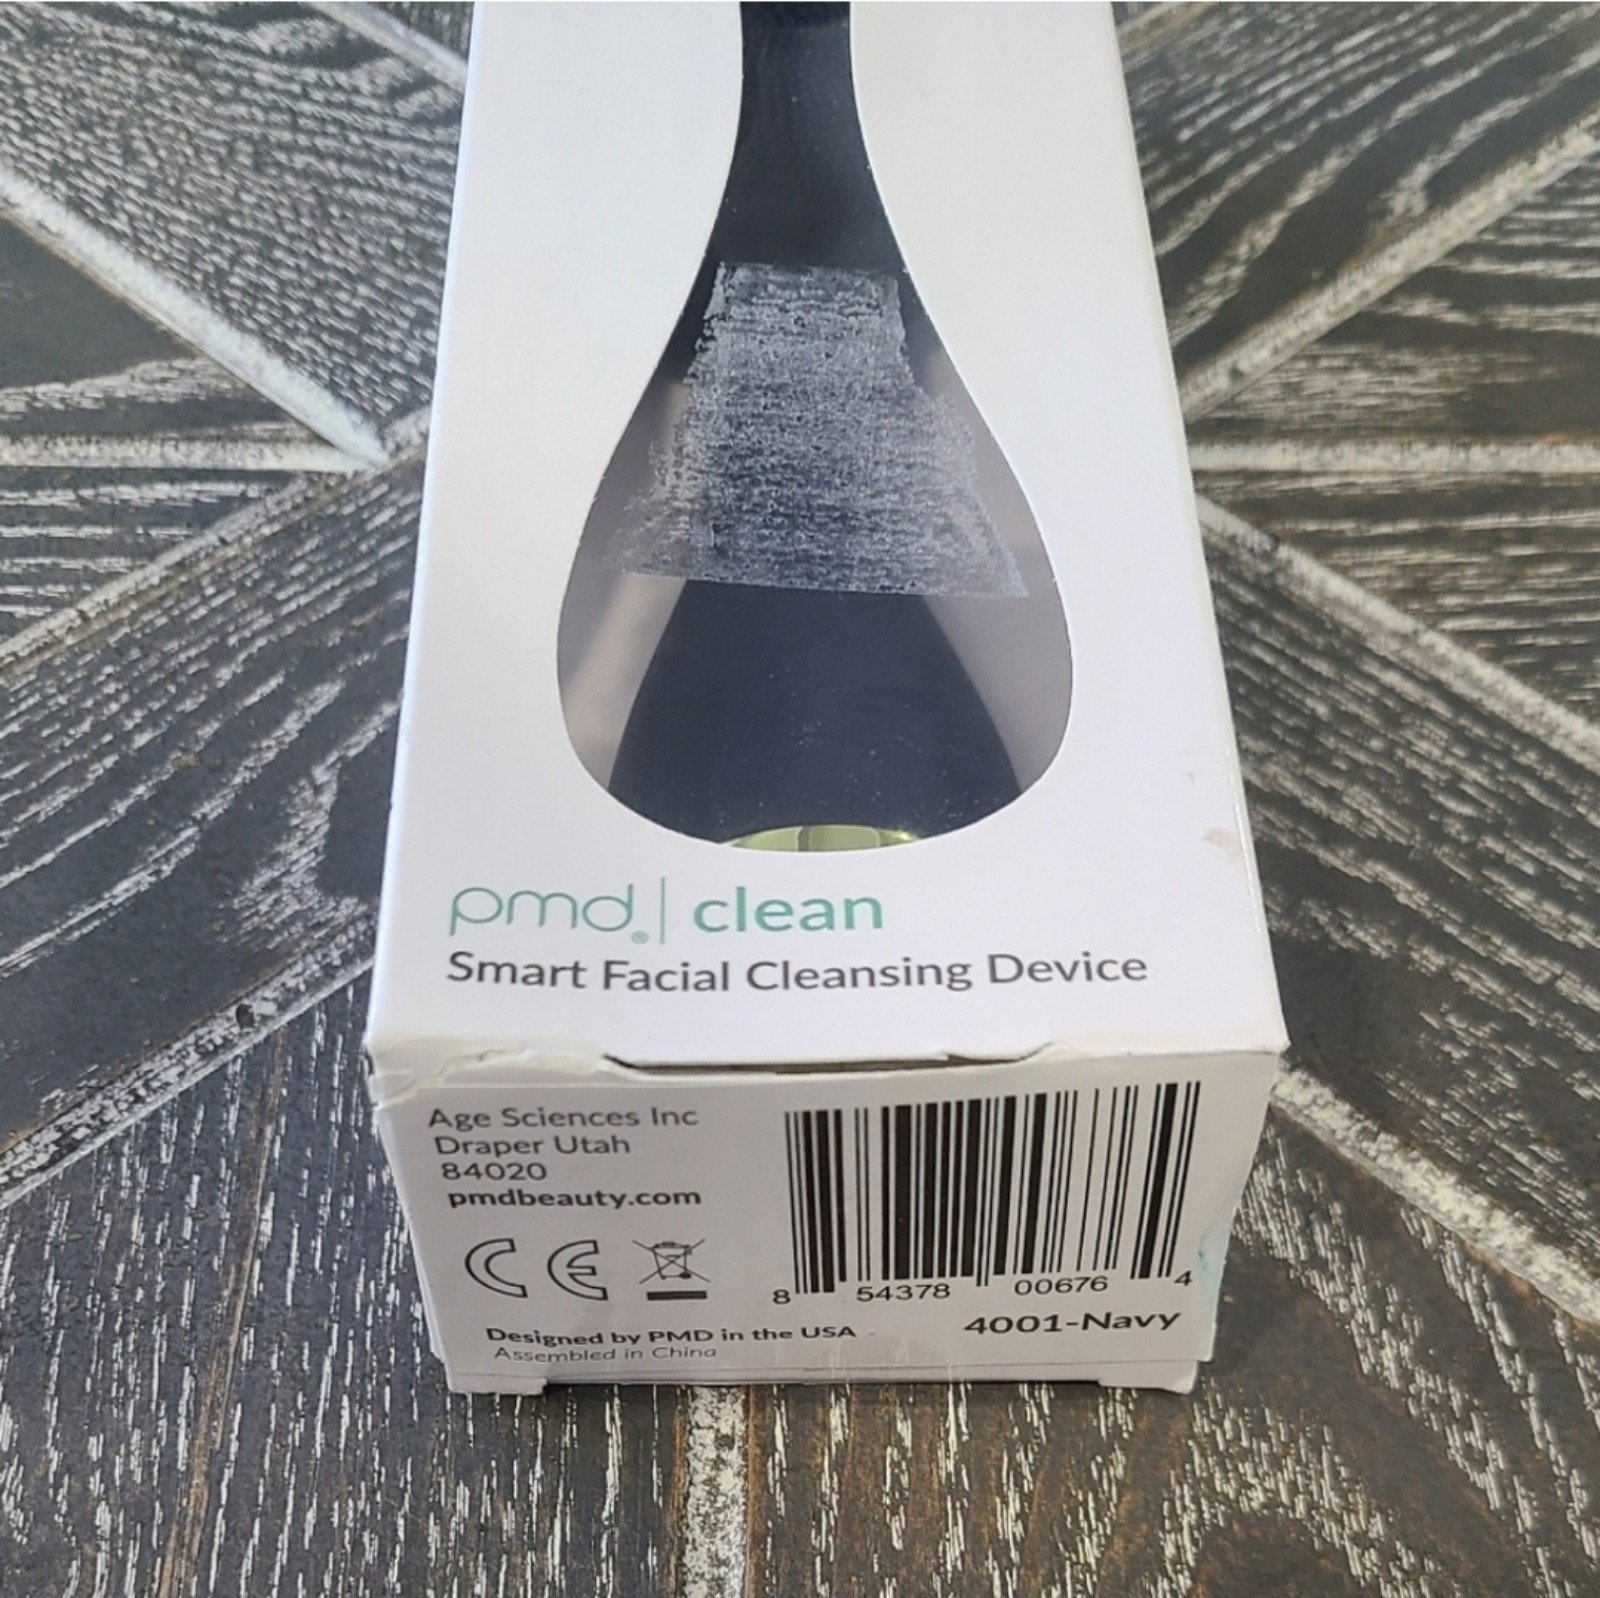 pmd® | clean
Smart Facial Cleansing Device
Age Sciences Inc
Draper Utah
84020
pmdbeauty.com
CE
8 54378 00676 4
4001-Navy
Designed by PMD in the USA
Assembled in China